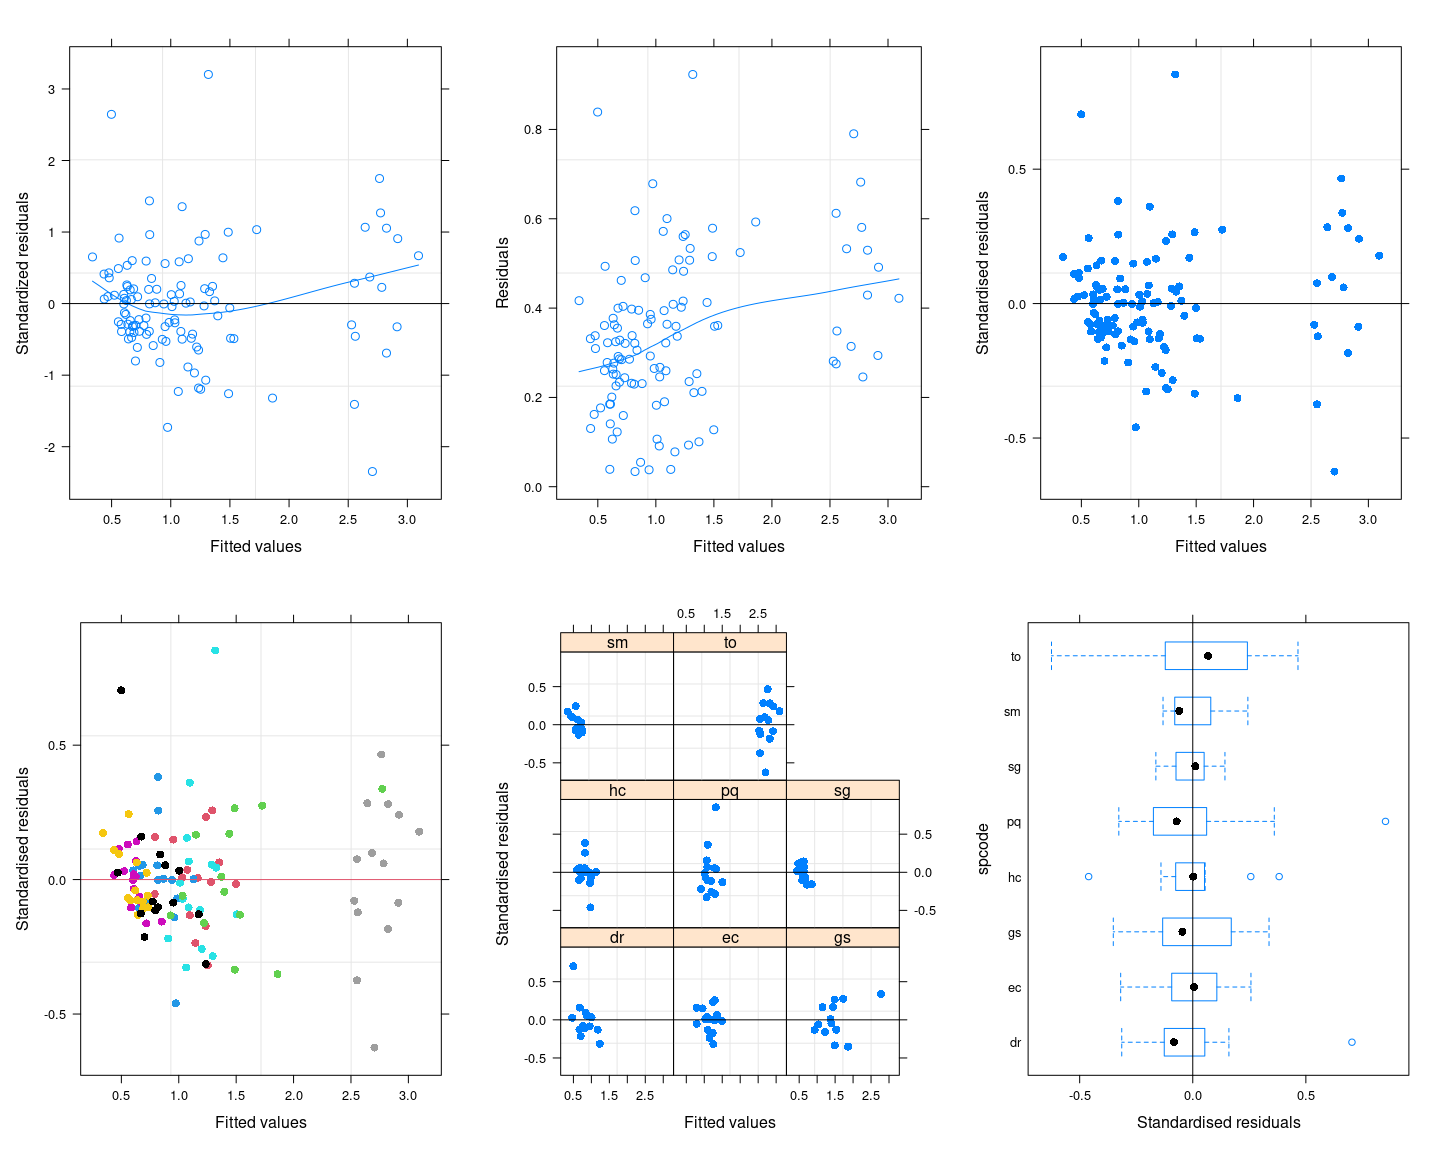 Standardized residuals
3
2
1
0
-1
-2
0.5 1.0 1.5 2.0 2.5 3.0
Fitted values
Residuals
0.8
0.6
0.4
0.2
0.0
0.5 1.0 1.5 2.0 2.5 3.0
Fitted values
Standardised residuals
0.5
0.0
-0.5
0.5 1.0 1.5 2.0 2.5 3.0
Fitted values
Standardised residuals
0.5
0.0
-0.5
0.5 1.0 1.5 2.0 2.5 3.0
Fitted values
Standardised residuals
0.5 1.5 2.5
sm to
0.5
0.0
-0.5
hc pq sg
0.5
0.0
-0.5
dr ec gs
0.5
0.0
-0.5
0.5 1.5 2.5 0.5 1.5 2.5
Fitted values
spcode
to
sm
sg
pq
hc
gs
ec
dr
-0.5 0.0 0.5
Standardised residuals